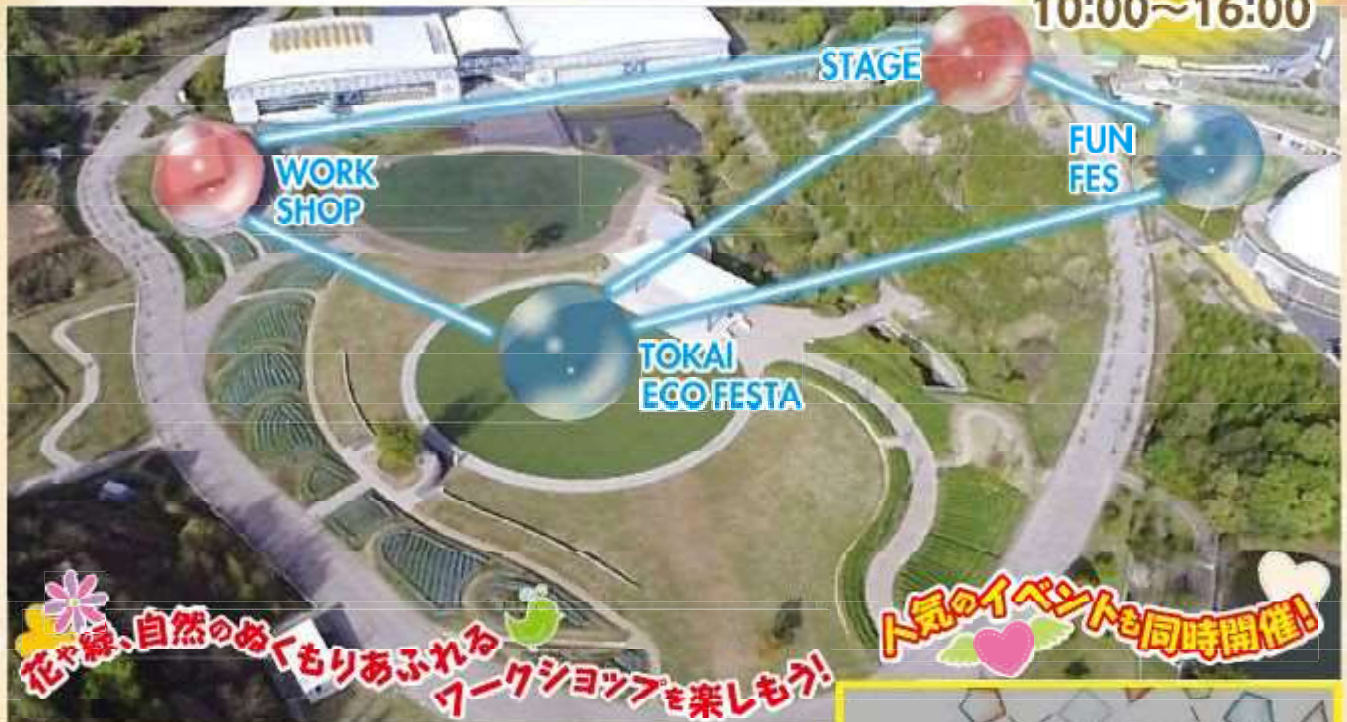 10:00〜16:00
STAGE
FUN
FES
WORK
SHOP
TOKAI
ECO FESTA
花や緑、自然のぬくもりあふれる
ワークショップを楽しもう!
人気のイベントも同時開催!